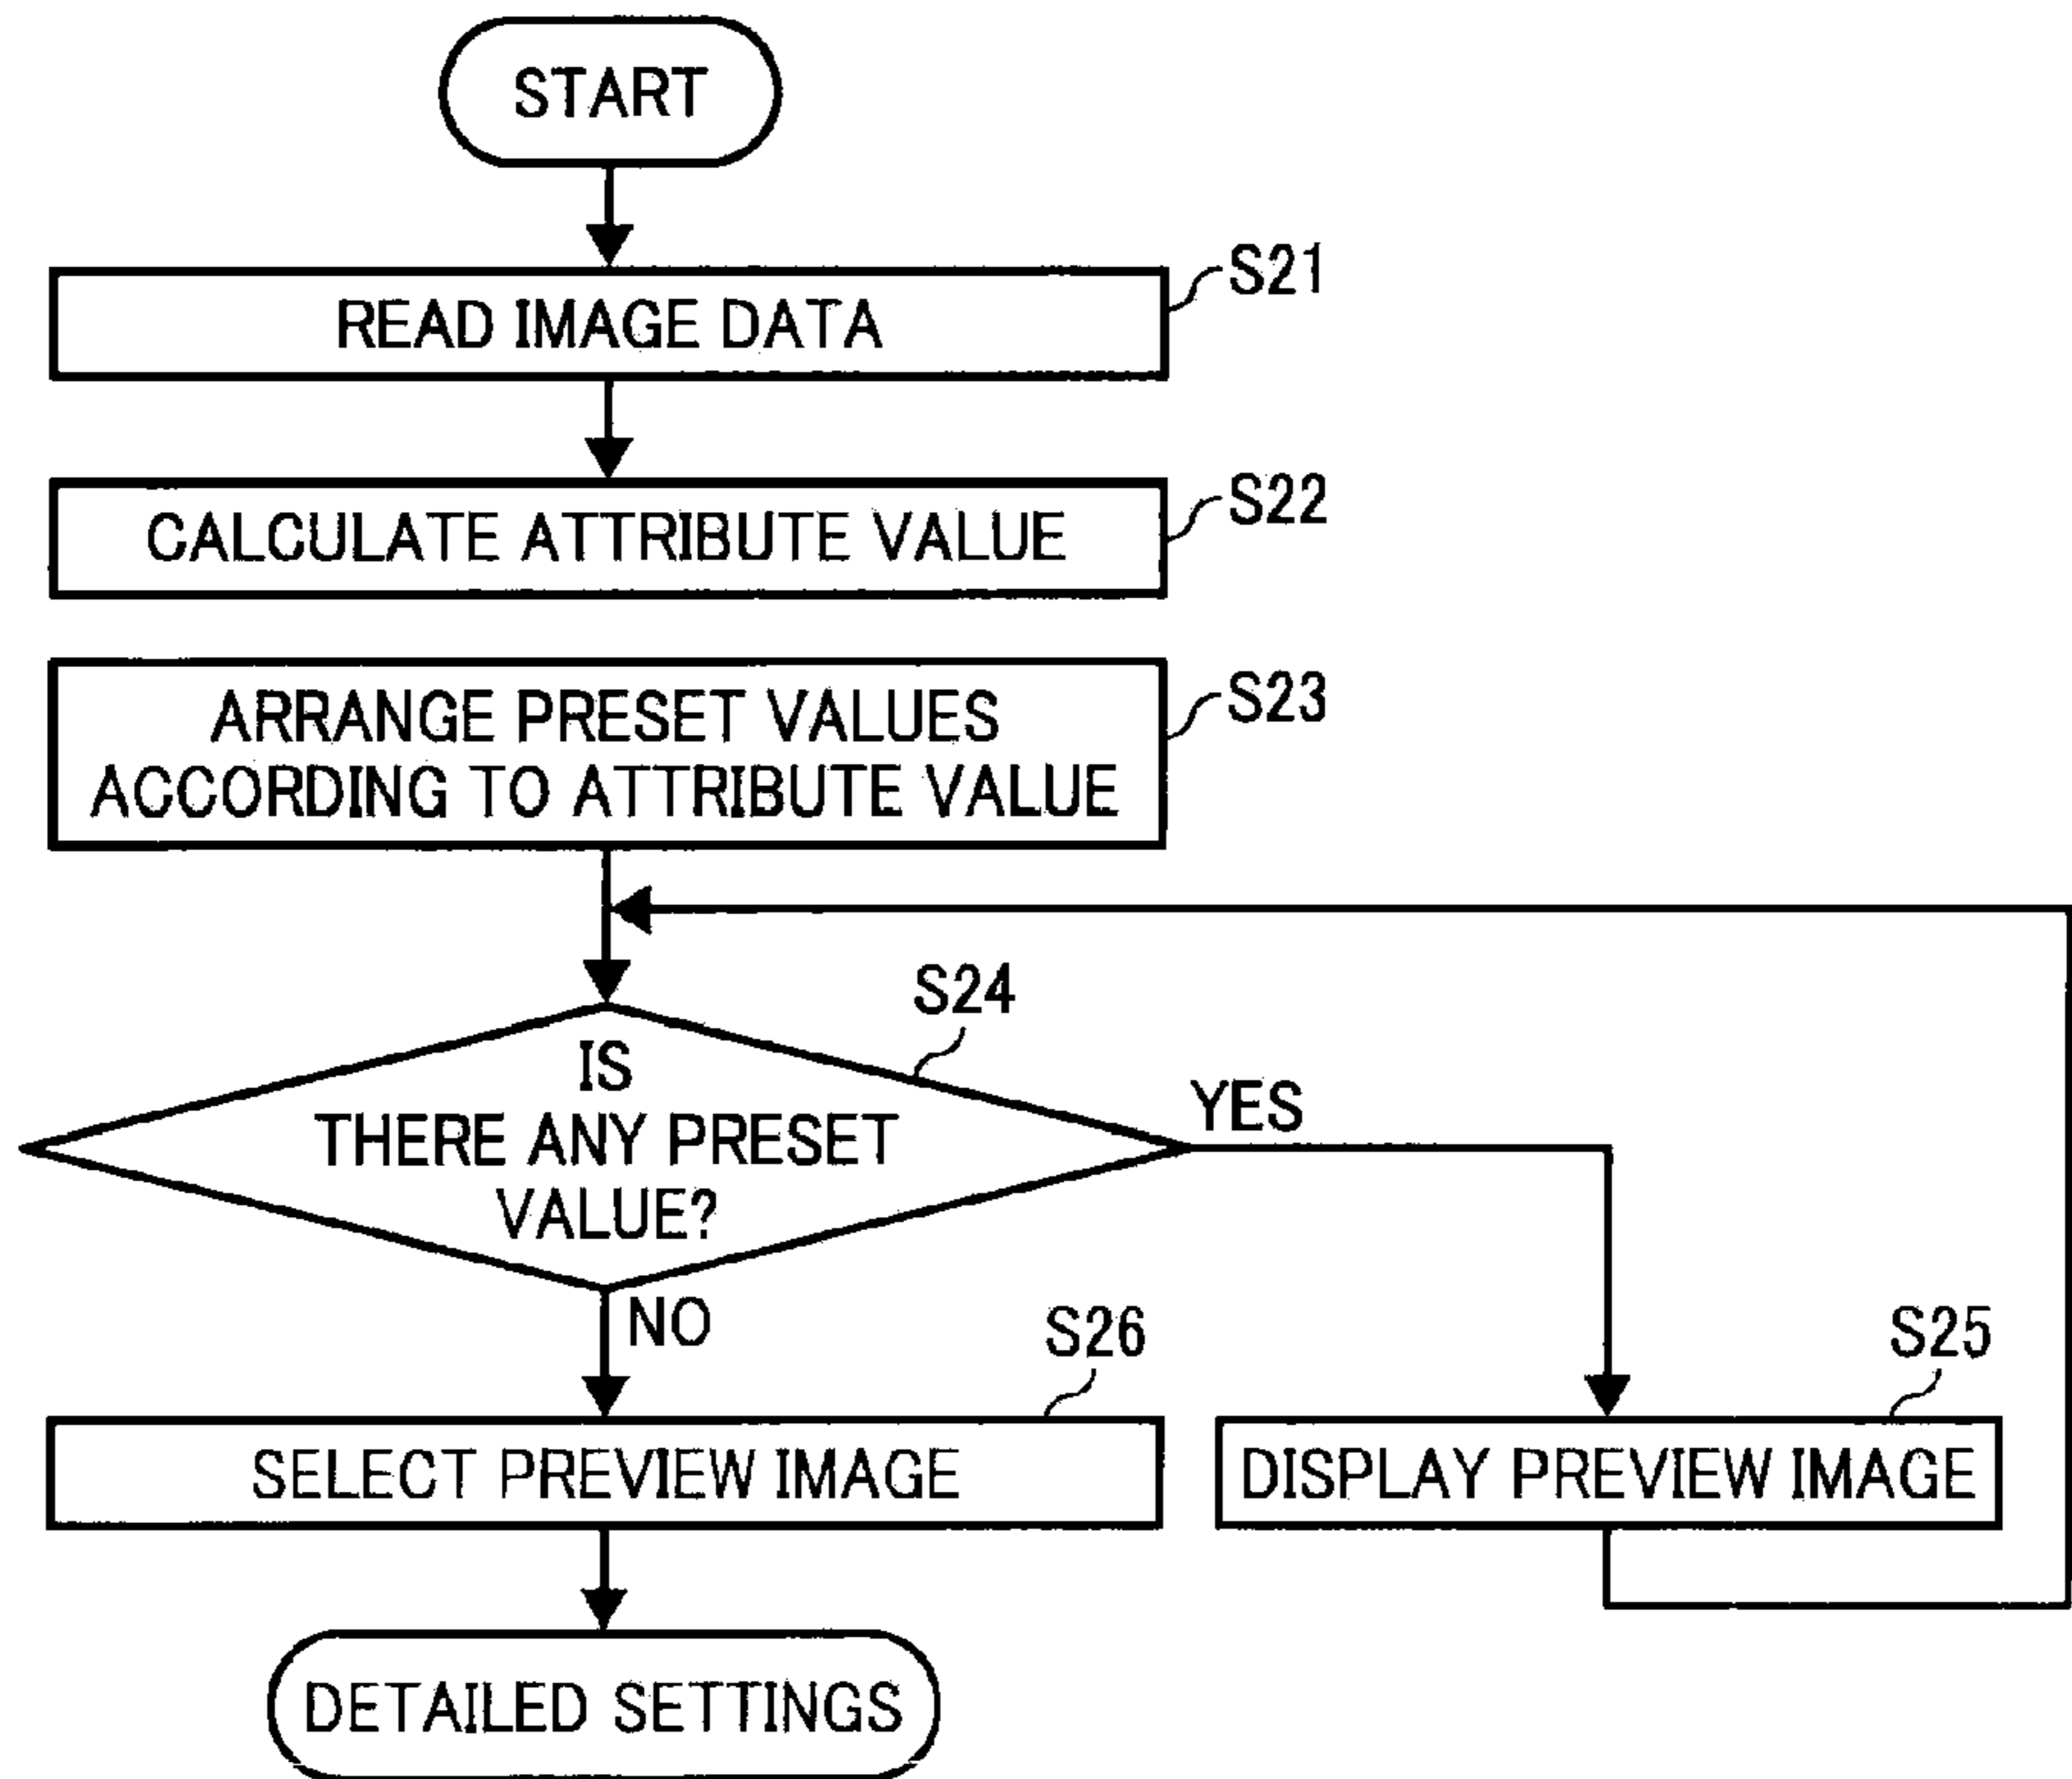 START
S21
READ IMAGE DATA
S22
CALCULATE ATTRIBUTE VALUE
S23
ARRANGE PRESET VALUES
ACCORDING TO ATTRIBUTE VALUE
S24
IS
THERE ANY PRESET
VALUE?
YES
NO
S26
SELECT PREVIEW IMAGE
S25
DISPLAY PREVIEW IMAGE
DETAILED SETTINGS